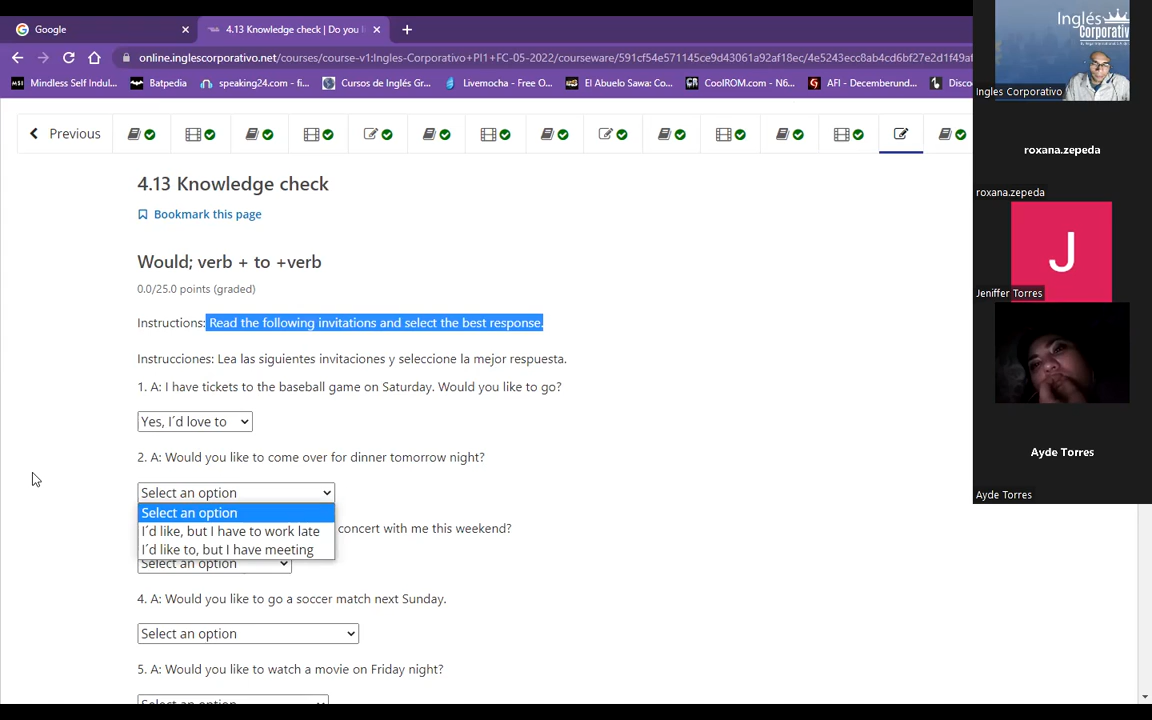 Google
4.13 Knowledge check | Do you l
online.inglescorporativo.net/courses/course-v1:Ingles-Corporativo+PI1+FC-05-2022/courseware/591cf54e571145ce9d43061a92af18ec/4e5243ecc8ab4cd6bf27e2d1f49af
Mindless Self Indul...
Batpedia
speaking24.com - f...
Cursos de Inglés Gr...
Livemocha - Free O...
El Abuelo Sawa: Co...
CoolROM.com - N6...
AFI - Decemberund...
Disco
Previous
4.13 Knowledge check
Bookmark this page
Would; verb + to +verb
0.0/25.0 points (graded)
Instructions: Read the following invitations and select the best response.
Instrucciones: Lea las siguientes invitaciones y seleccione la mejor respuesta.
1. A: I have tickets to the baseball game on Saturday. Would you like to go?
Yes, I´d love to
2. A: Would you like to come over for dinner tomorrow night?
Select an option
Select an option
I´d like, but I have to work late
concert with me this weekend?
I´d like to, but I have meeting
Select an option
4. A: Would you like to go a soccer match next Sunday.
Select an option
5. A: Would you like to watch a movie on Friday night?
Select an option
Inglés
Corporativ
Ingles Corporativo
roxana.zepeda
roxana.zepeda
J
Jeniffer Torres
Ayde Torres
Ayde Torres